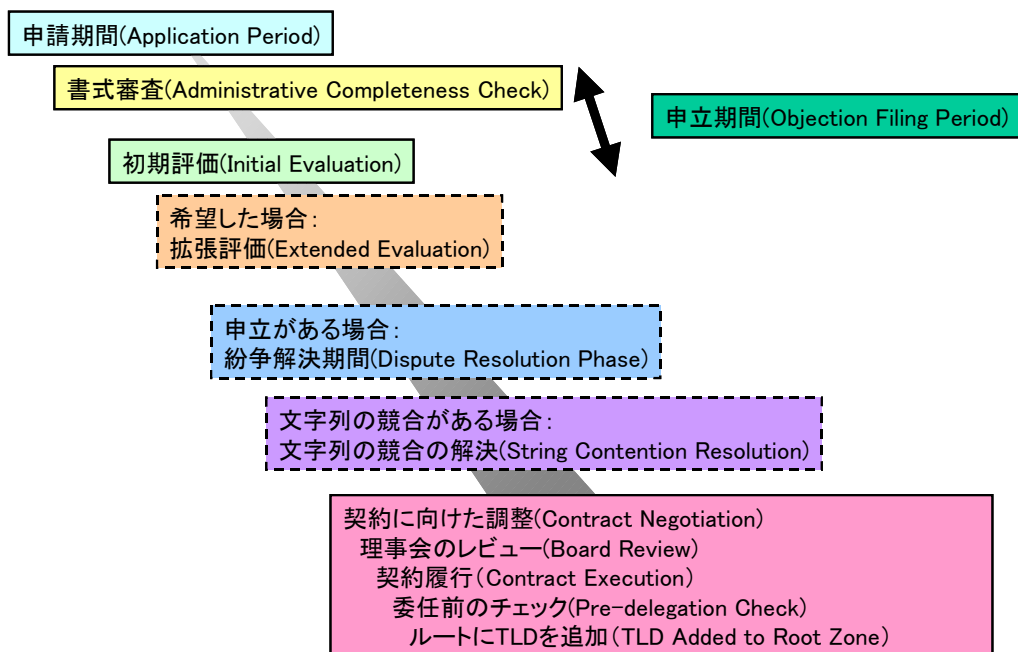 申請期間(Application Period)
書式審査(Administrative Completeness Check)
申立期間(Objection Filing Period)
初期評価(Initial Evaluation)
希望した場合:
拡張評価(Extended Evaluation)
申立がある場合:
紛争解決期間(Dispute Resolution Phase)
文字列の競合がある場合:
文字列の競合の解決(String Contention Resolution)
契約に向けた調整(Contract Negotiation)
理事会のレビュー(Board Review)
契約履行(Contract Execution)
委任前のチェック(Pre-delegation Check)
ルートにTLDを追加(TLD Added to Root Zone)